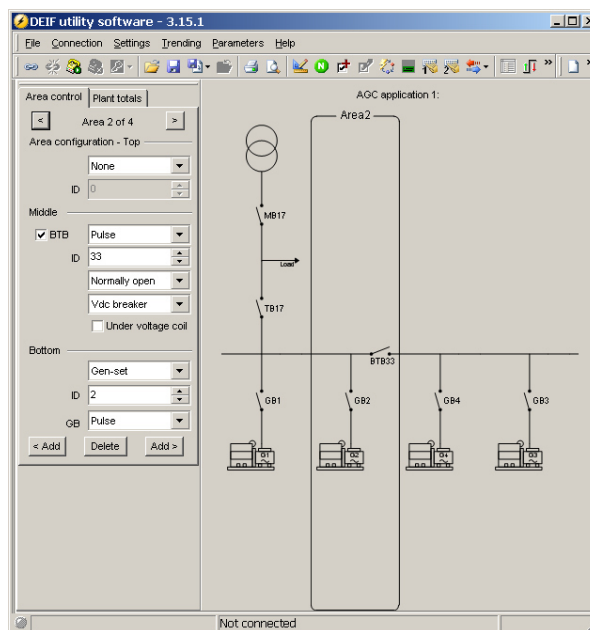 DEIF utility software - 3.15.1
File Connection Settings Trending Parameters Help
Area control Plant totals
< Area 2 of 4 >
Area configuration - Top
None
ID 0
Middle
BTB Pulse
ID 33
Normally open
Vdc breaker
Under voltage coil
Bottom
Gen-set
ID 2
GB Pulse
< Add Delete Add >
AGC application 1:
Area2
MB17
Load
TB17
BTB33
GB1 GB2 GB4 GB3
G1 G2 G4 G3
Not connected